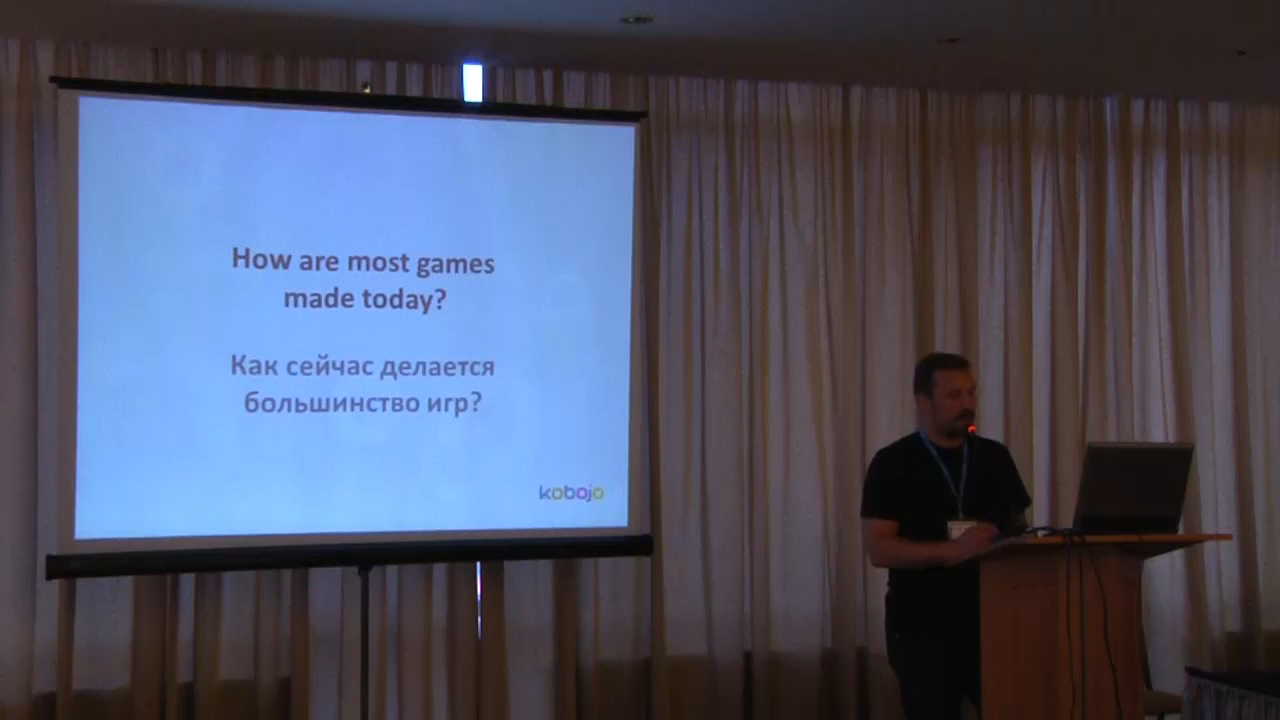 How are most games
made today?
Как сейчас делается
большинство игр?
kobojo